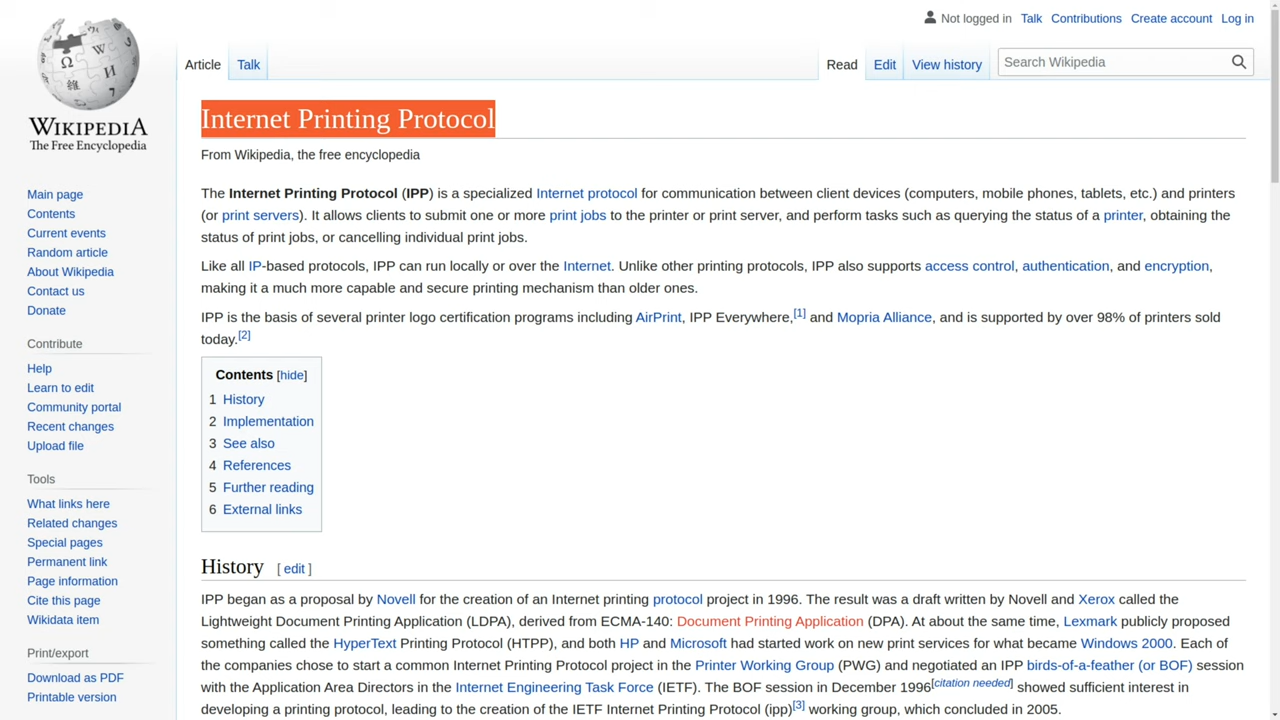 Not logged in Talk Contributions Create account Log in
Article Talk Read Edit View history Search Wikipedia
WIKIPEDIA
The Free Encyclopedia
Main page
Contents
Current events
Random article
About Wikipedia
Contact us
Donate
Contribute
Help
Learn to edit
Community portal
Recent changes
Upload file
Tools
What links here
Related changes
Special pages
Permanent link
Page information
Cite this page
Wikidata item
Print/export
Download as PDF
Printable version
Internet Printing Protocol
From Wikipedia, the free encyclopedia
The Internet Printing Protocol (IPP) is a specialized Internet protocol for communication between client devices (computers, mobile phones, tablets, etc.) and printers
(or print servers). It allows clients to submit one or more print jobs to the printer or print server, and perform tasks such as querying the status of a printer, obtaining the
status of print jobs, or cancelling individual print jobs.
Like all IP-based protocols, IPP can run locally or over the Internet. Unlike other printing protocols, IPP also supports access control, authentication, and encryption,
making it a much more capable and secure printing mechanism than older ones.
IPP is the basis of several printer logo certification programs including AirPrint, IPP Everywhere,[1] and Mopria Alliance, and is supported by over 98% of printers sold
today.[2]
Contents [hide]
1 History
2 Implementation
3 See also
4 References
5 Further reading
6 External links
History [ edit ]
IPP began as a proposal by Novell for the creation of an Internet printing protocol project in 1996. The result was a draft written by Novell and Xerox called the
Lightweight Document Printing Application (LDPA), derived from ECMA-140: Document Printing Application (DPA). At about the same time, Lexmark publicly proposed
something called the HyperText Printing Protocol (HTPP), and both HP and Microsoft had started work on new print services for what became Windows 2000. Each of
the companies chose to start a common Internet Printing Protocol project in the Printer Working Group (PWG) and negotiated an IPP birds-of-a-feather (or BOF) session
with the Application Area Directors in the Internet Engineering Task Force (IETF). The BOF session in December 1996[citation needed] showed sufficient interest in
developing a printing protocol, leading to the creation of the IETF Internet Printing Protocol (ipp)[3] working group, which concluded in 2005.